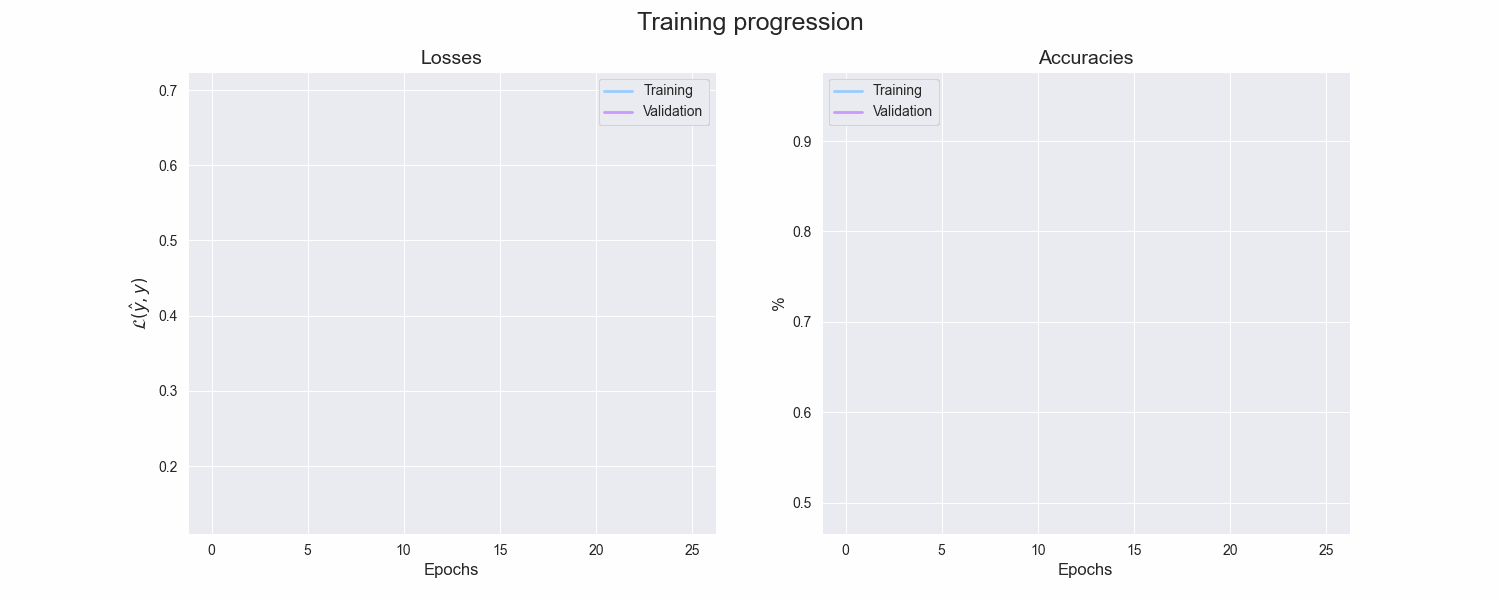 Training progression
Losses
0.7
0.6
0.5
0.4
0.3
0.2
ℒ(ŷ, y)
Training
Validation
0 5 10 15 20 25
Epochs
Accuracies
0.9
0.8
0.7
0.6
0.5
%
Training
Validation
0 5 10 15 20 25
Epochs